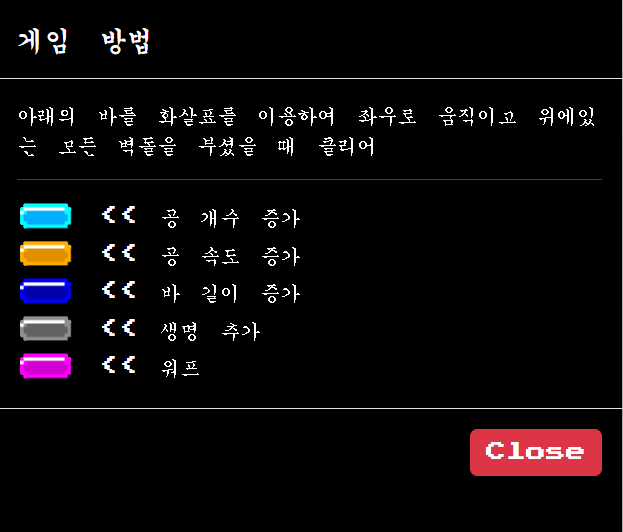 게임 방법
아래의 바를 화살표를 이용하여 좌우로 움직이고 위에있
는 모든 벽돌을 부셨을 때 클리어
<< 공 개수 증가
<< 공 속도 증가
<< 바 길이 증가
<< 생명 추가
<< 워프
Close